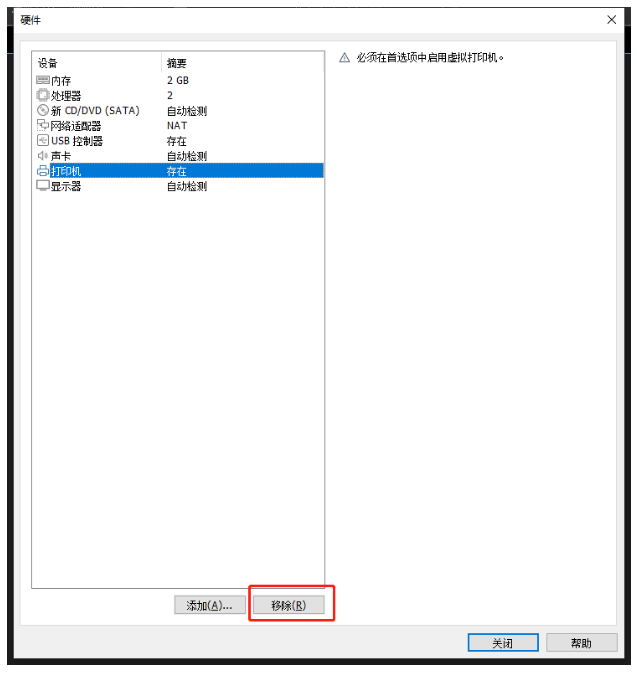 硬件
设备 摘要
内存 2 GB
处理器 2
新 CD/DVD (SATA) 自动检测
网络适配器 NAT
USB 控制器 存在
声卡 自动检测
打印机 存在
显示器 自动检测
必须在首选项中启用虚拟打印机。
添加(A)... 移除(R)
关闭 帮助